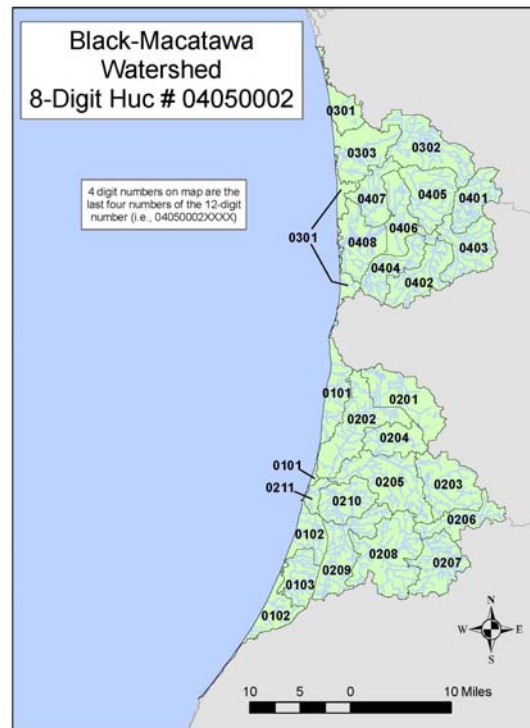 Black-Macatawa
Watershed
8-Digit Huc # 04050002
4 digit numbers on map are the
last four numbers of the 12-digit
number (i.e., 04050002XXXX)
0301
0302
0303
0407
0405
0401
0301
0408
0406
0403
0404
0402
0101
0201
0202
0204
0101
0211
0205
0203
0210
0206
0102
0208
0209
0207
0103
0102
N
W
E
S
10 5 0 10 Miles